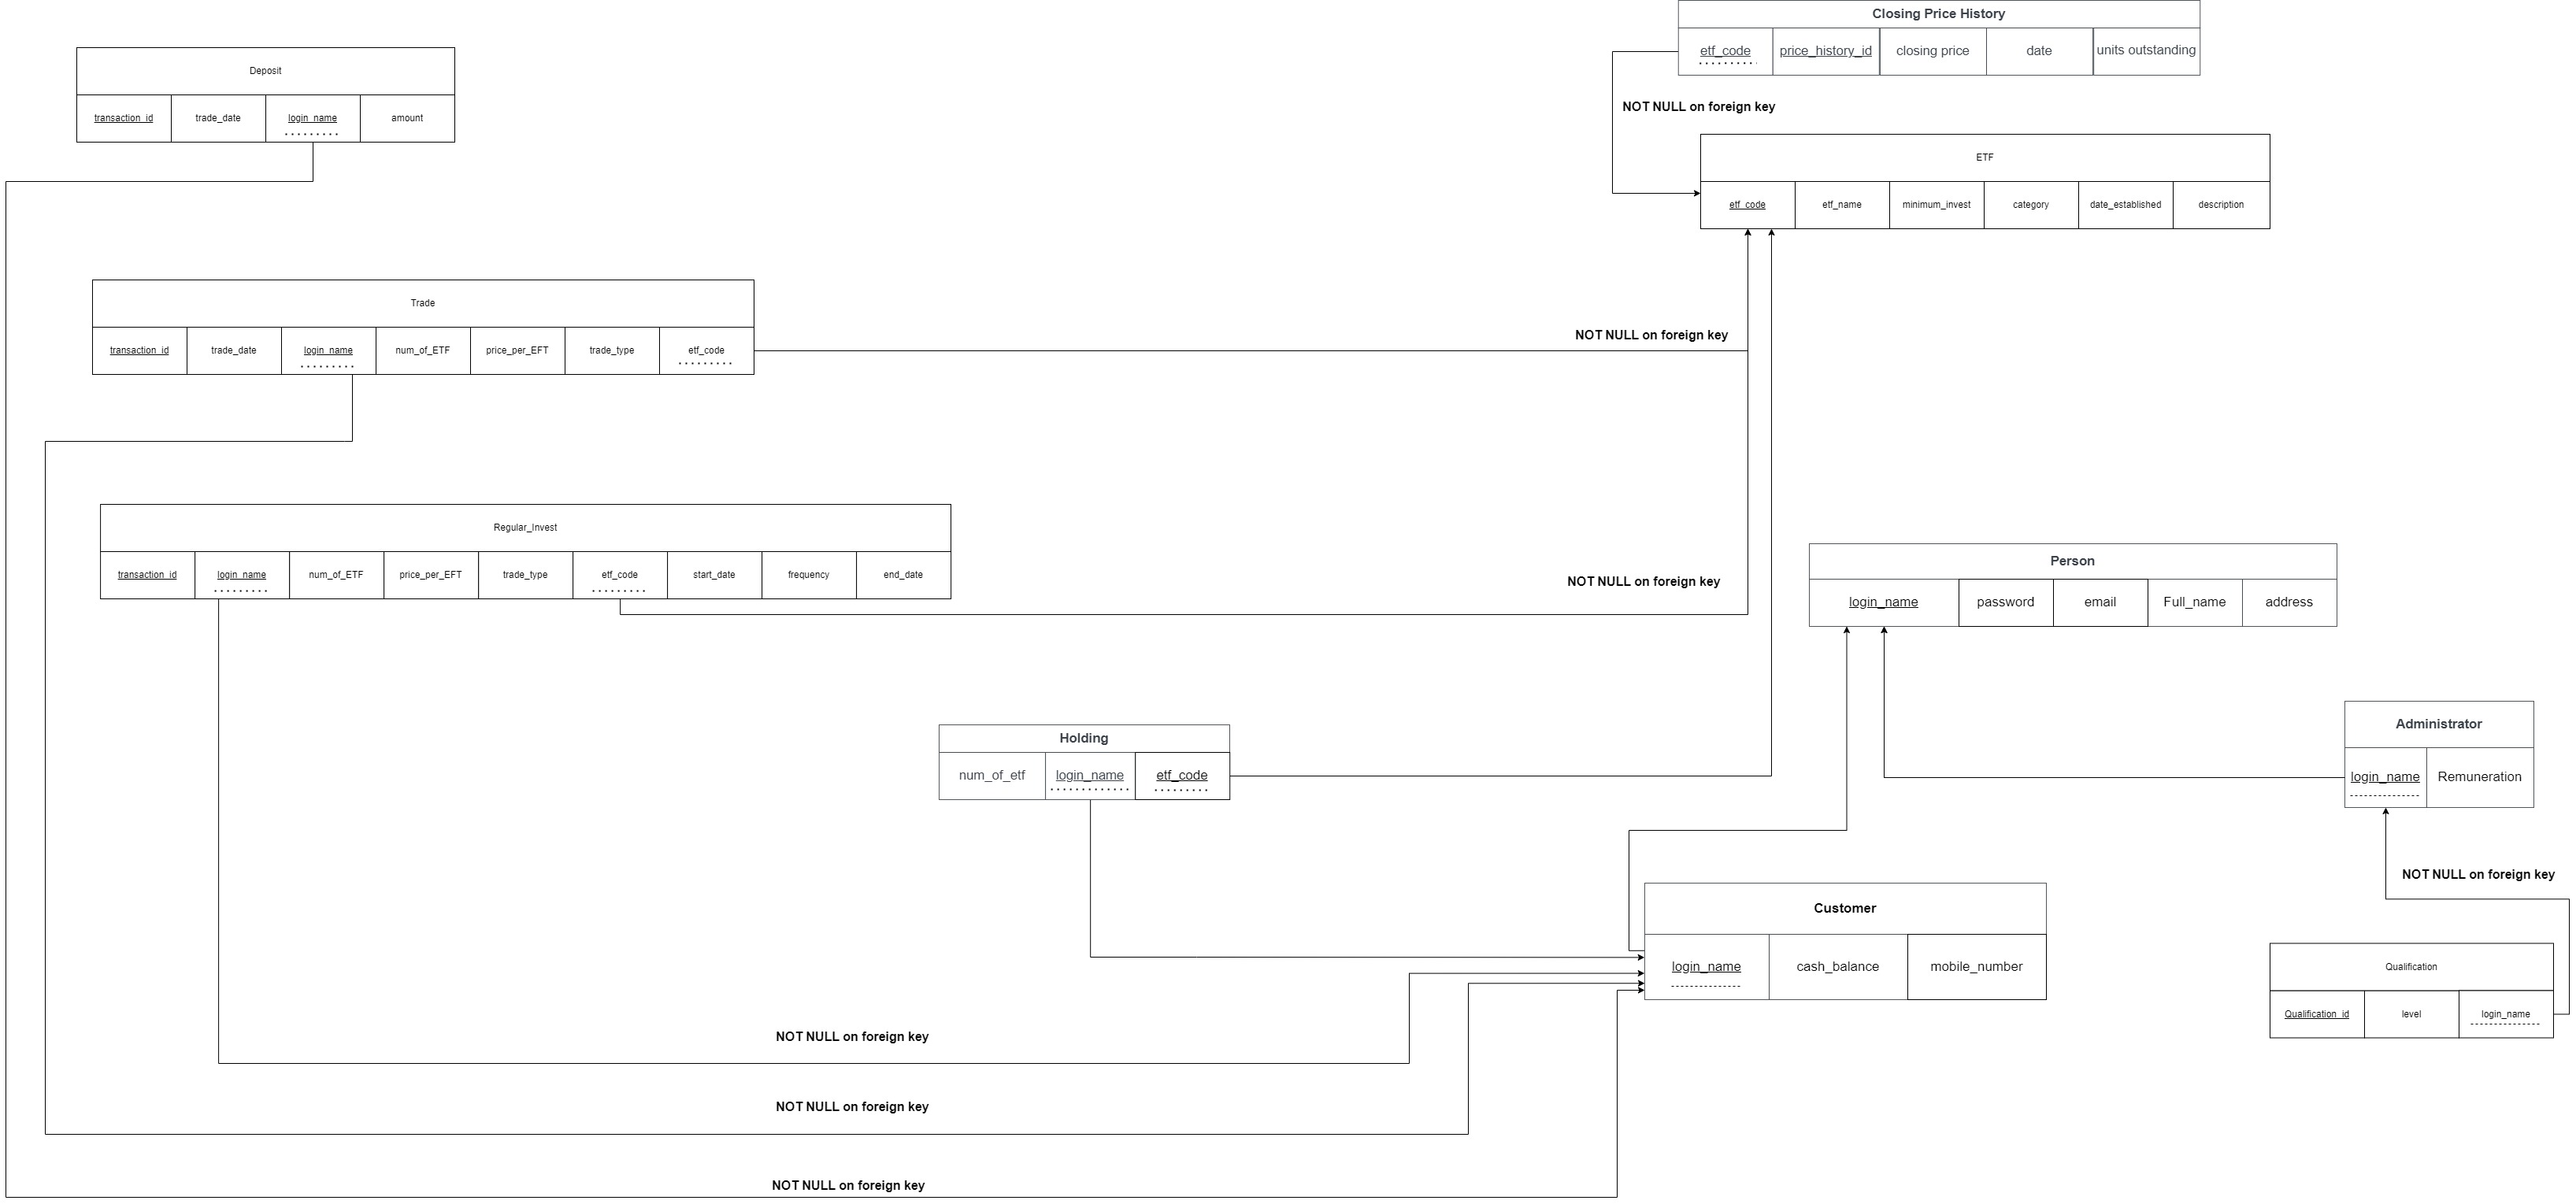 Closing Price History
etf_code price_history_id closing price date units outstanding
NOT NULL on foreign key
Deposit
transaction_id trade_date login_name amount
ETF
etf_code etf_name minimum_invest category date_established description
Trade
transaction_id trade_date login_name num_of_ETF price_per_EFT trade_type etf_code
NOT NULL on foreign key
Regular_Invest
transaction_id login_name num_of_ETF price_per_EFT trade_type etf_code start_date frequency end_date
NOT NULL on foreign key
Person
login_name password email Full_name address
Holding
num_of_etf login_name etf_code
Administrator
login_name Remuneration
NOT NULL on foreign key
Customer
login_name cash_balance mobile_number
Qualification
Qualification_id level login_name
NOT NULL on foreign key
NOT NULL on foreign key
NOT NULL on foreign key